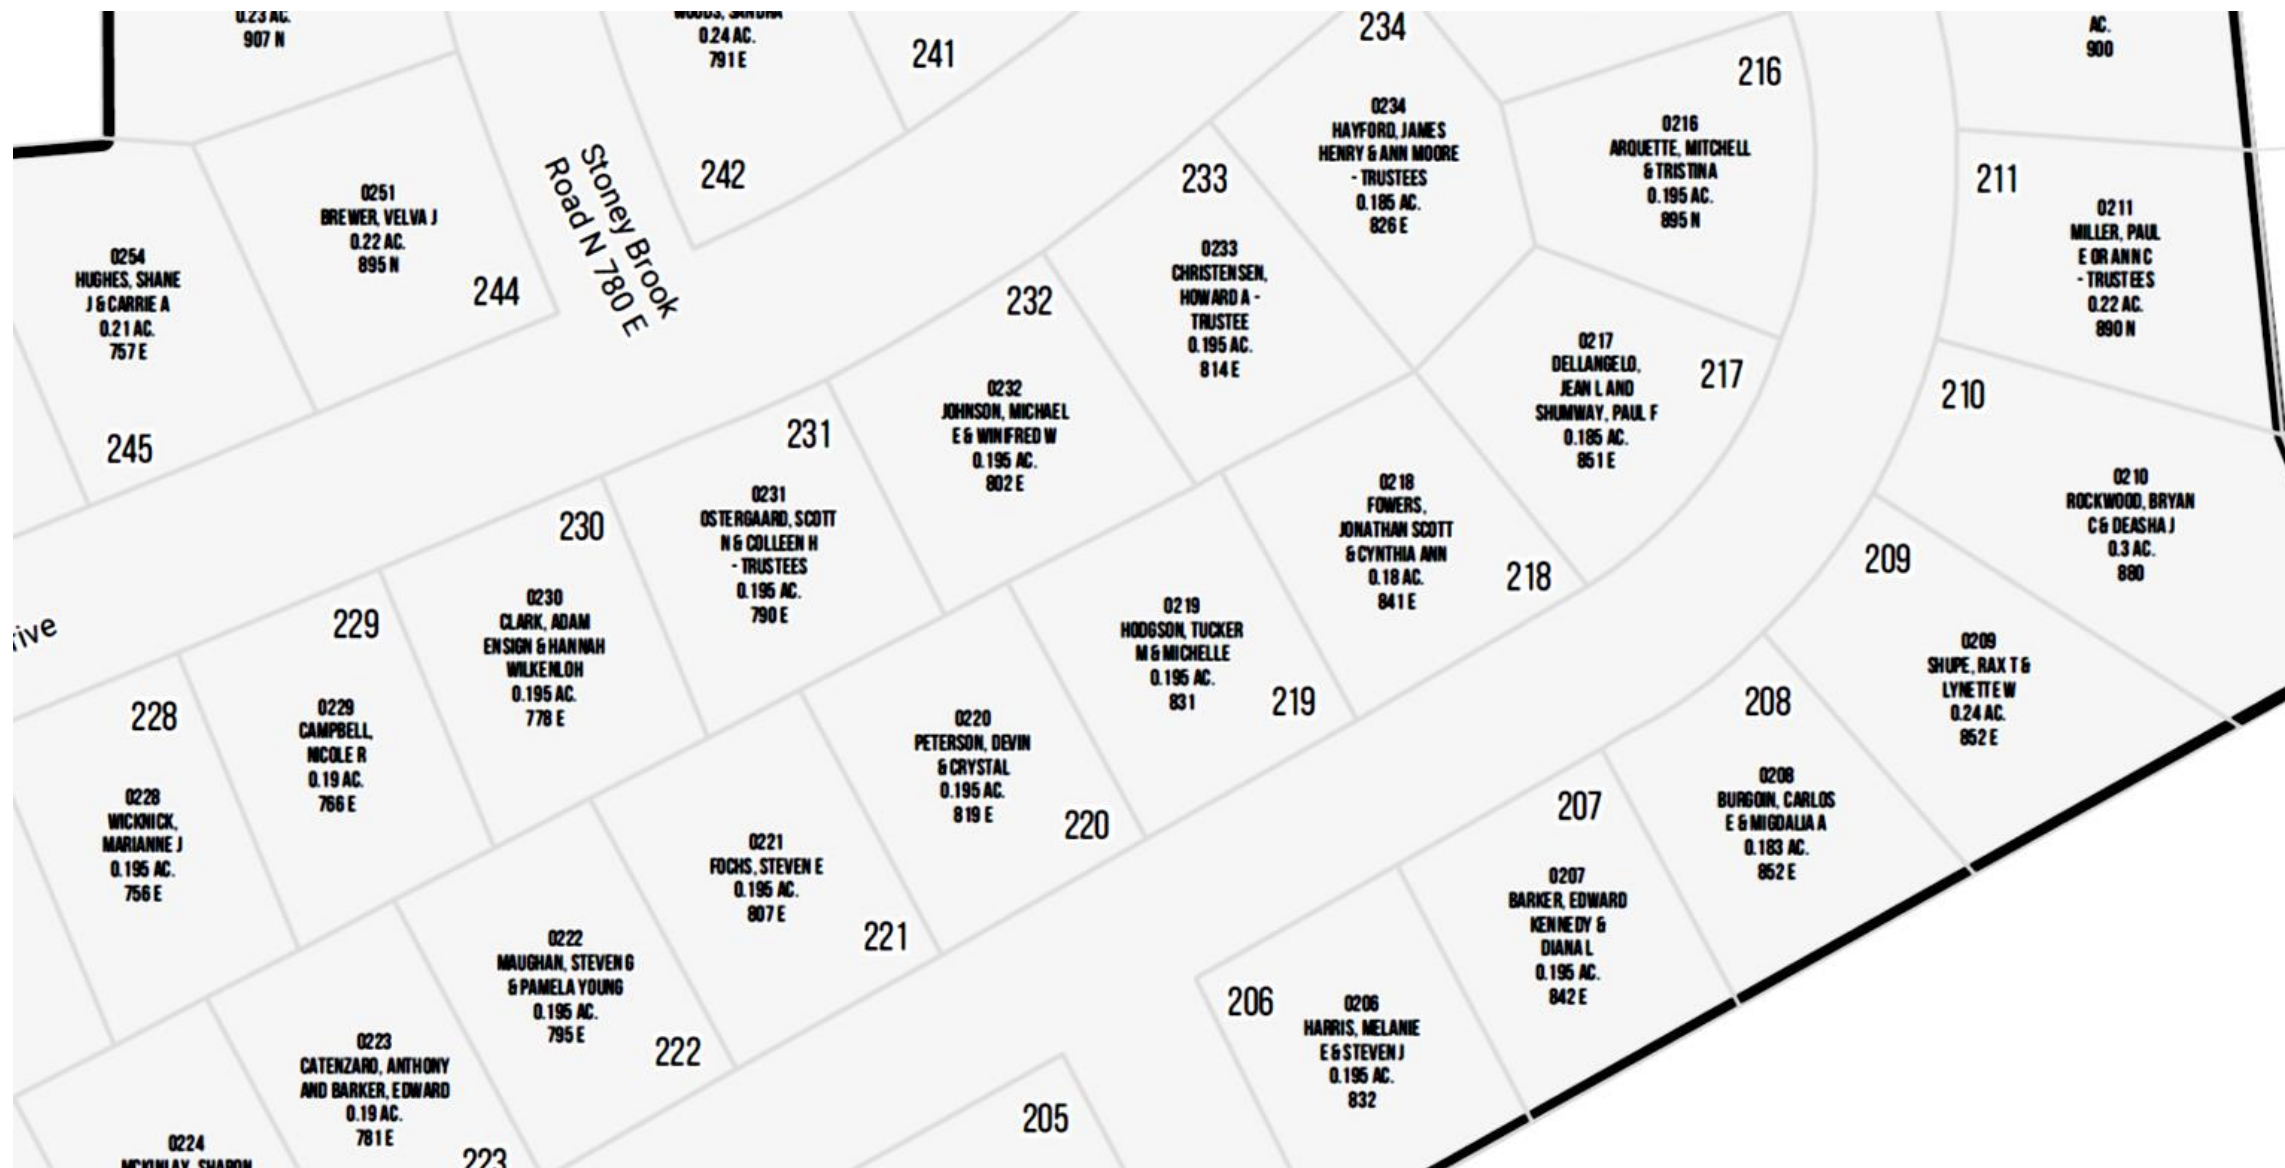 0.23 AC.
907 N
WOODS, SANDRA
0.24 AC.
791 E
241
234
216
AC.
900
242
Stoney Brook
Road N 780 E
0251
BREWER, VELVA J
0.22 AC.
895 N
244
0254
HUGHES, SHANE
J & CARRIE A
0.21 AC.
757 E
245
233
0234
HAYFORD, JAMES
HENRY & ANN MOORE
- TRUSTEES
0.185 AC.
826 E
0216
ARQUETTE, MITCHELL
& TRISTINA
0.195 AC.
895 N
211
0211
MILLER, PAUL
E OR ANN C
- TRUSTEES
0.22 AC.
890 N
232
0233
CHRISTENSEN,
HOWARD A -
TRUSTEE
0.195 AC.
814 E
0217
DELLANGELO,
JEAN L AND
SHUMWAY, PAUL F
0.185 AC.
851 E
217
210
0210
ROCKWOOD, BRYAN
C & DEASHA J
0.3 AC.
880
231
0232
JOHNSON, MICHAEL
E & WINIFRED W
0.195 AC.
802 E
230
0231
OSTERGAARD, SCOTT
N & COLLEEN H
- TRUSTEES
0.195 AC.
790 E
0218
FOWERS,
JONATHAN SCOTT
& CYNTHIA ANN
0.18 AC.
841 E
218
209
0209
SHUPE, RAX T &
LYNETTE W
0.24 AC.
852 E
rive
229
0230
CLARK, ADAM
ENSIGN & HANNAH
WILKENLOH
0.195 AC.
778 E
0219
HODGSON, TUCKER
M & MICHELLE
0.195 AC.
831
219
208
0208
BURGOIN, CARLOS
E & MIGDALIA A
0.183 AC.
852 E
228
0229
CAMPBELL,
NICOLE R
0.19 AC.
766 E
0220
PETERSON, DEVIN
& CRYSTAL
0.195 AC.
819 E
220
207
0207
BARKER, EDWARD
KENNEDY &
DIANA L
0.195 AC.
842 E
0228
WICKNICK,
MARIANNE J
0.195 AC.
756 E
0221
FOCHS, STEVEN E
0.195 AC.
807 E
221
206
0206
HARRIS, MELANIE
E & STEVEN J
0.195 AC.
832
0222
MAUGHAN, STEVEN G
& PAMELA YOUNG
0.195 AC.
795 E
222
205
0223
CATENZARO, ANTHONY
AND BARKER, EDWARD
0.19 AC.
781 E
223
0224
MCKINLAY, SHARON